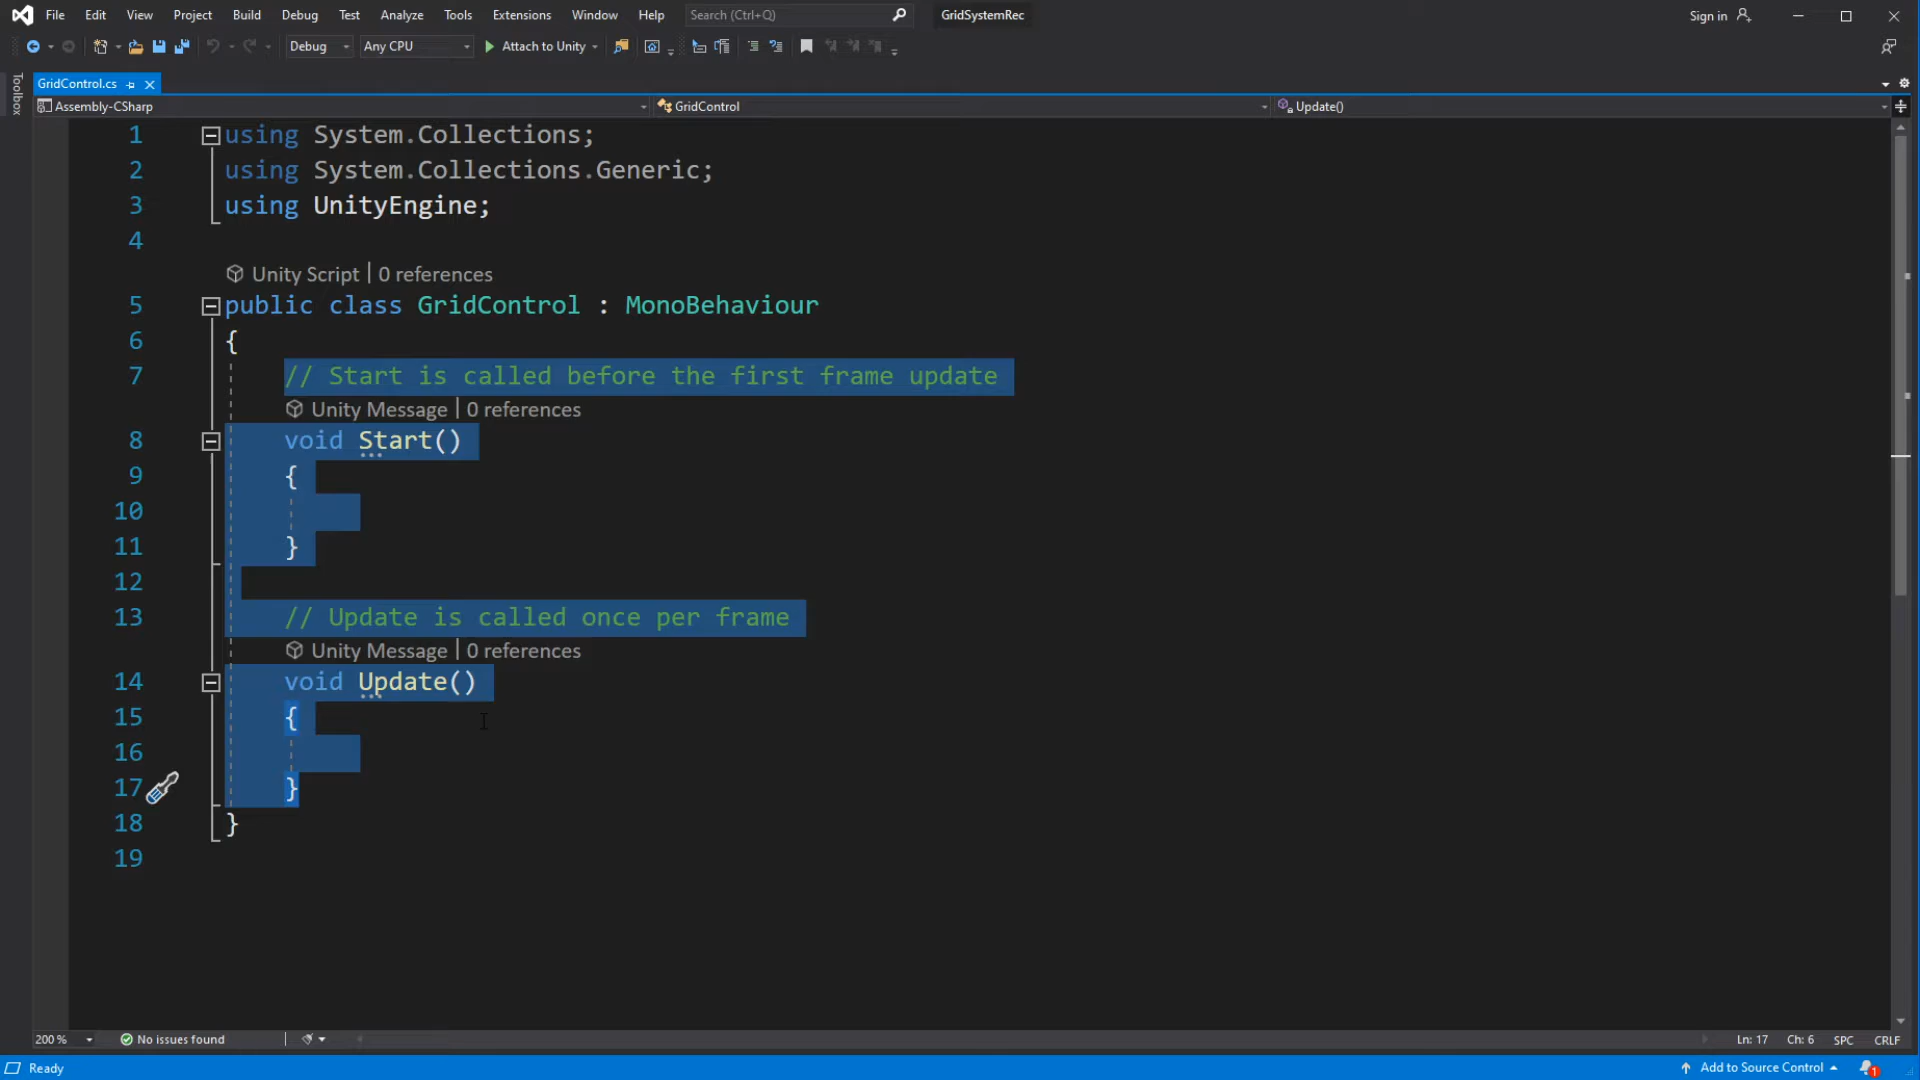 File Edit View Project Build Debug Test Analyze Tools Extensions Window Help Search (Ctrl+Q) GridSystemRec Sign in
Debug Any CPU Attach to Unity
Toolbox
GridControl.cs
Assembly-CSharp GridControl Update()
1 using System.Collections;
2 using System.Collections.Generic;
3 using UnityEngine;
4
Unity Script | 0 references
5 public class GridControl : MonoBehaviour
6 {
7 // Start is called before the first frame update
Unity Message | 0 references
8 void Start()
9 {
10
11 }
12
13 // Update is called once per frame
Unity Message | 0 references
14 void Update()
15 {
16
17 }
18 }
19
200 % No issues found Ln: 17 Ch: 6 SPC CRLF
Ready Add to Source Control 1